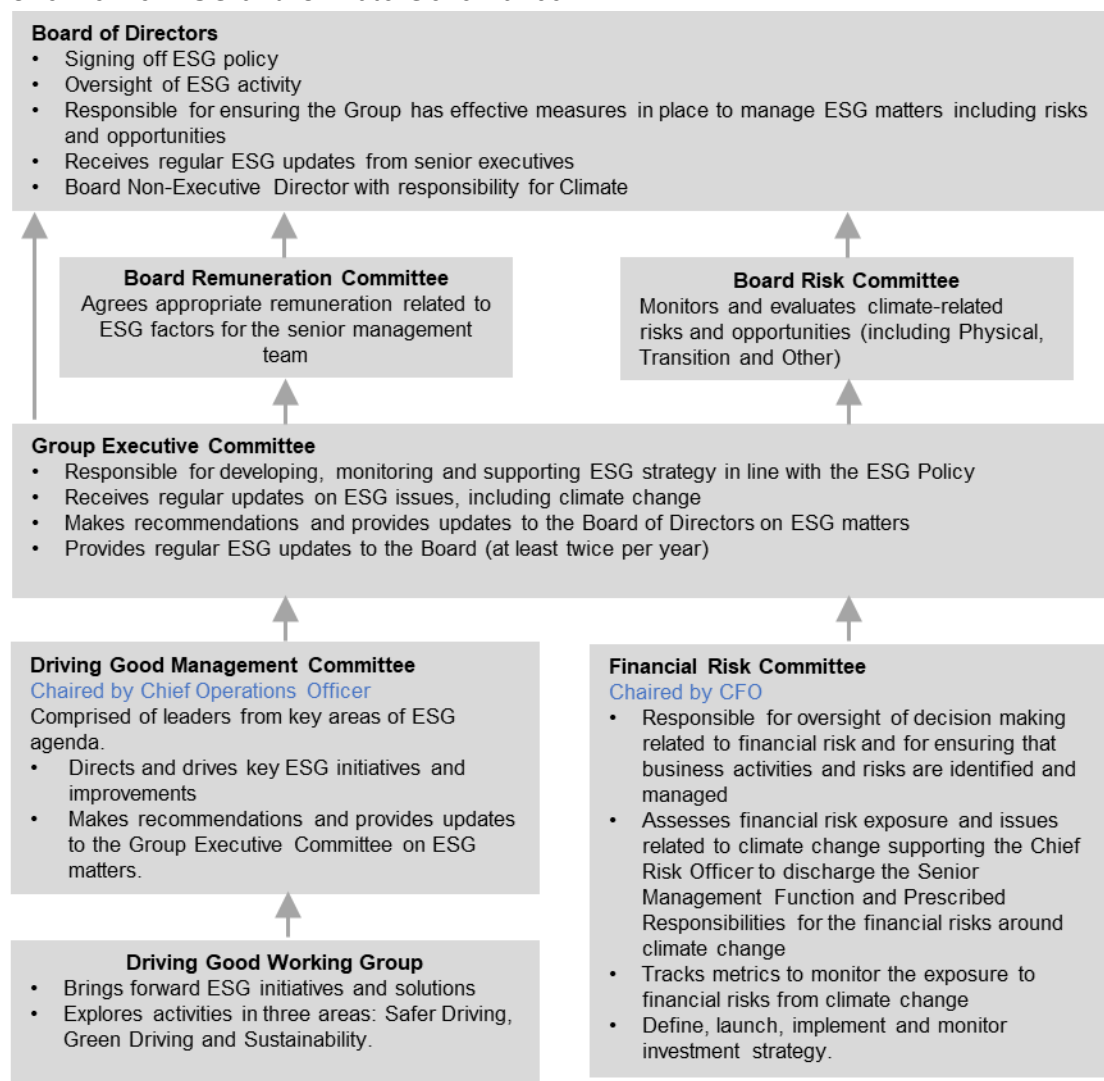 Board of Directors
• Signing off ESG policy
• Oversight of ESG activity
• Responsible for ensuring the Group has effective measures in place to manage ESG matters including risks
and opportunities
• Receives regular ESG updates from senior executives
• Board Non-Executive Director with responsibility for Climate
Board Remuneration Committee
Agrees appropriate remuneration related to
ESG factors for the senior management
team
Board Risk Committee
Monitors and evaluates climate-related
risks and opportunities (including Physical,
Transition and Other)
Group Executive Committee
• Responsible for developing, monitoring and supporting ESG strategy in line with the ESG Policy
• Receives regular updates on ESG issues, including climate change
• Makes recommendations and provides updates to the Board of Directors on ESG matters
• Provides regular ESG updates to the Board (at least twice per year)
Driving Good Management Committee
Chaired by Chief Operations Officer
Comprised of leaders from key areas of ESG
agenda.
• Directs and drives key ESG initiatives and
improvements
• Makes recommendations and provides updates
to the Group Executive Committee on ESG
matters.
Driving Good Working Group
• Brings forward ESG initiatives and solutions
• Explores activities in three areas: Safer Driving,
Green Driving and Sustainability.
Financial Risk Committee
Chaired by CFO
• Responsible for oversight of decision making
related to financial risk and for ensuring that
business activities and risks are identified and
managed
• Assesses financial risk exposure and issues
related to climate change supporting the Chief
Risk Officer to discharge the Senior
Management Function and Prescribed
Responsibilities for the financial risks around
climate change
• Tracks metrics to monitor the exposure to
financial risks from climate change
• Define, launch, implement and monitor
investment strategy.